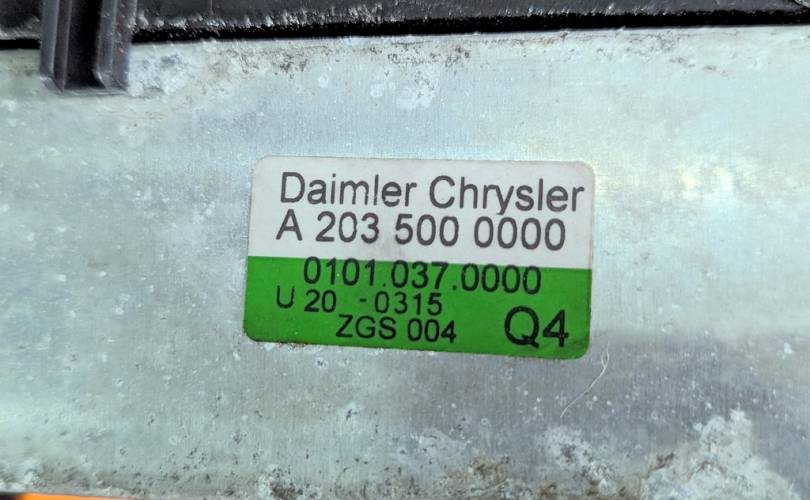 Daimler Chrysler
A 203 500 0000
0101.037.0000
U 20 -0315
ZGS 004 Q4